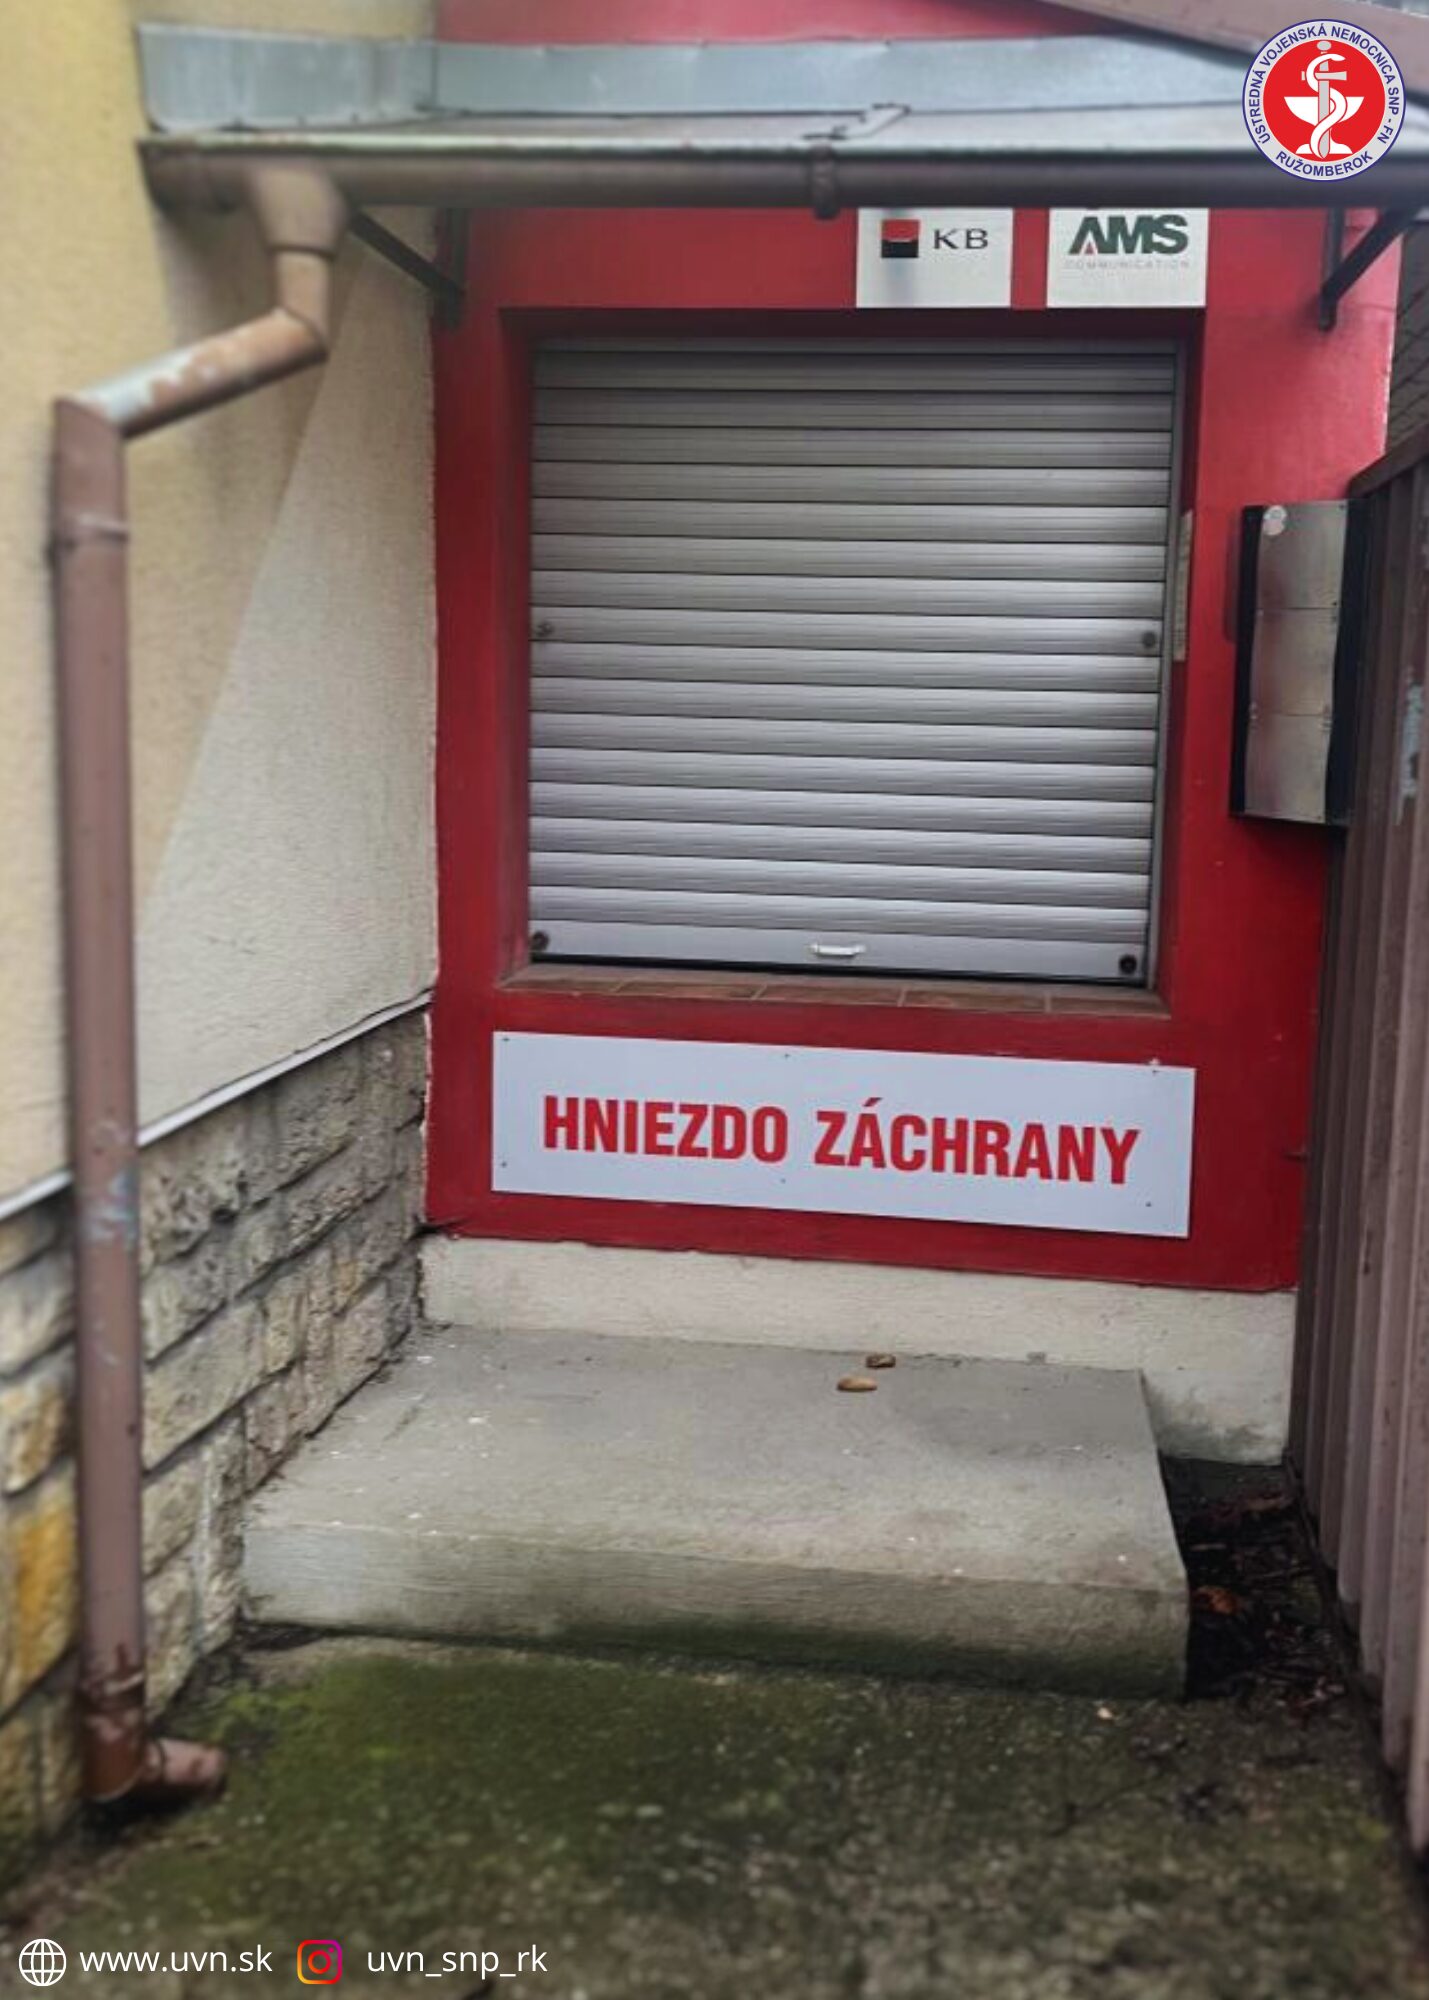 ÚSTREDNÁ VOJENSKÁ NEMOCNICA SNP - FN
RUŽOMBEROK
KB
AMS
COMMUNICATION
HNIEZDO ZÁCHRANY
www.uvn.sk
uvn_snp_rk